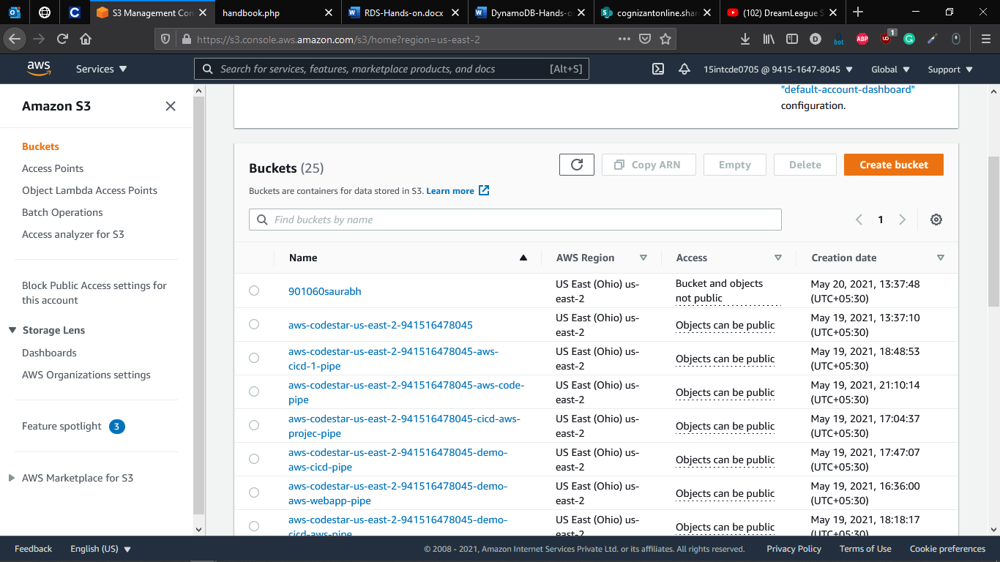 S3 Management Con
handbook.php
RDS-Hands-on.docx
DynamoDB-Hands-o
cognizantonline.shar
(102) DreamLeague S
https://s3.console.aws.amazon.com/s3/home?region=us-east-2
1
ABP
bot
aws
Services
Search for services, features, marketplace products, and docs
[Alt+S]
15intcde0705 @ 9415-1647-8045
Global
Support
Amazon S3
Buckets
Access Points
Object Lambda Access Points
Batch Operations
Access analyzer for S3
Block Public Access settings for
this account
Storage Lens
Dashboards
AWS Organizations settings
Feature spotlight 3
AWS Marketplace for S3
"default-account-dashboard"
configuration.
Buckets (25)
Copy ARN
Empty
Delete
Create bucket
Buckets are containers for data stored in S3. Learn more
Find buckets by name
1
Name
AWS Region
Access
Creation date
901060saurabh
US East (Ohio) us-
east-2
Bucket and objects
not public
May 20, 2021, 13:37:48
(UTC+05:30)
aws-codestar-us-east-2-941516478045
US East (Ohio) us-
east-2
Objects can be public
May 19, 2021, 13:37:10
(UTC+05:30)
aws-codestar-us-east-2-941516478045-aws-
cicd-1-pipe
US East (Ohio) us-
east-2
Objects can be public
May 19, 2021, 18:48:53
(UTC+05:30)
aws-codestar-us-east-2-941516478045-aws-code-
pipe
US East (Ohio) us-
east-2
Objects can be public
May 19, 2021, 21:10:14
(UTC+05:30)
aws-codestar-us-east-2-941516478045-cicd-aws-
projec-pipe
US East (Ohio) us-
east-2
Objects can be public
May 19, 2021, 17:04:37
(UTC+05:30)
aws-codestar-us-east-2-941516478045-demo-
aws-cicd-pipe
US East (Ohio) us-
east-2
Objects can be public
May 19, 2021, 17:47:07
(UTC+05:30)
aws-codestar-us-east-2-941516478045-demo-
aws-webapp-pipe
US East (Ohio) us-
east-2
Objects can be public
May 19, 2021, 16:36:00
(UTC+05:30)
aws-codestar-us-east-2-941516478045-demo-
cicd-aws-pipe
US East (Ohio) us-
east-2
Objects can be public
May 19, 2021, 18:18:17
(UTC+05:30)
Feedback
English (US)
© 2008 - 2021, Amazon Internet Services Private Ltd. or its affiliates. All rights reserved.
Privacy Policy
Terms of Use
Cookie preferences